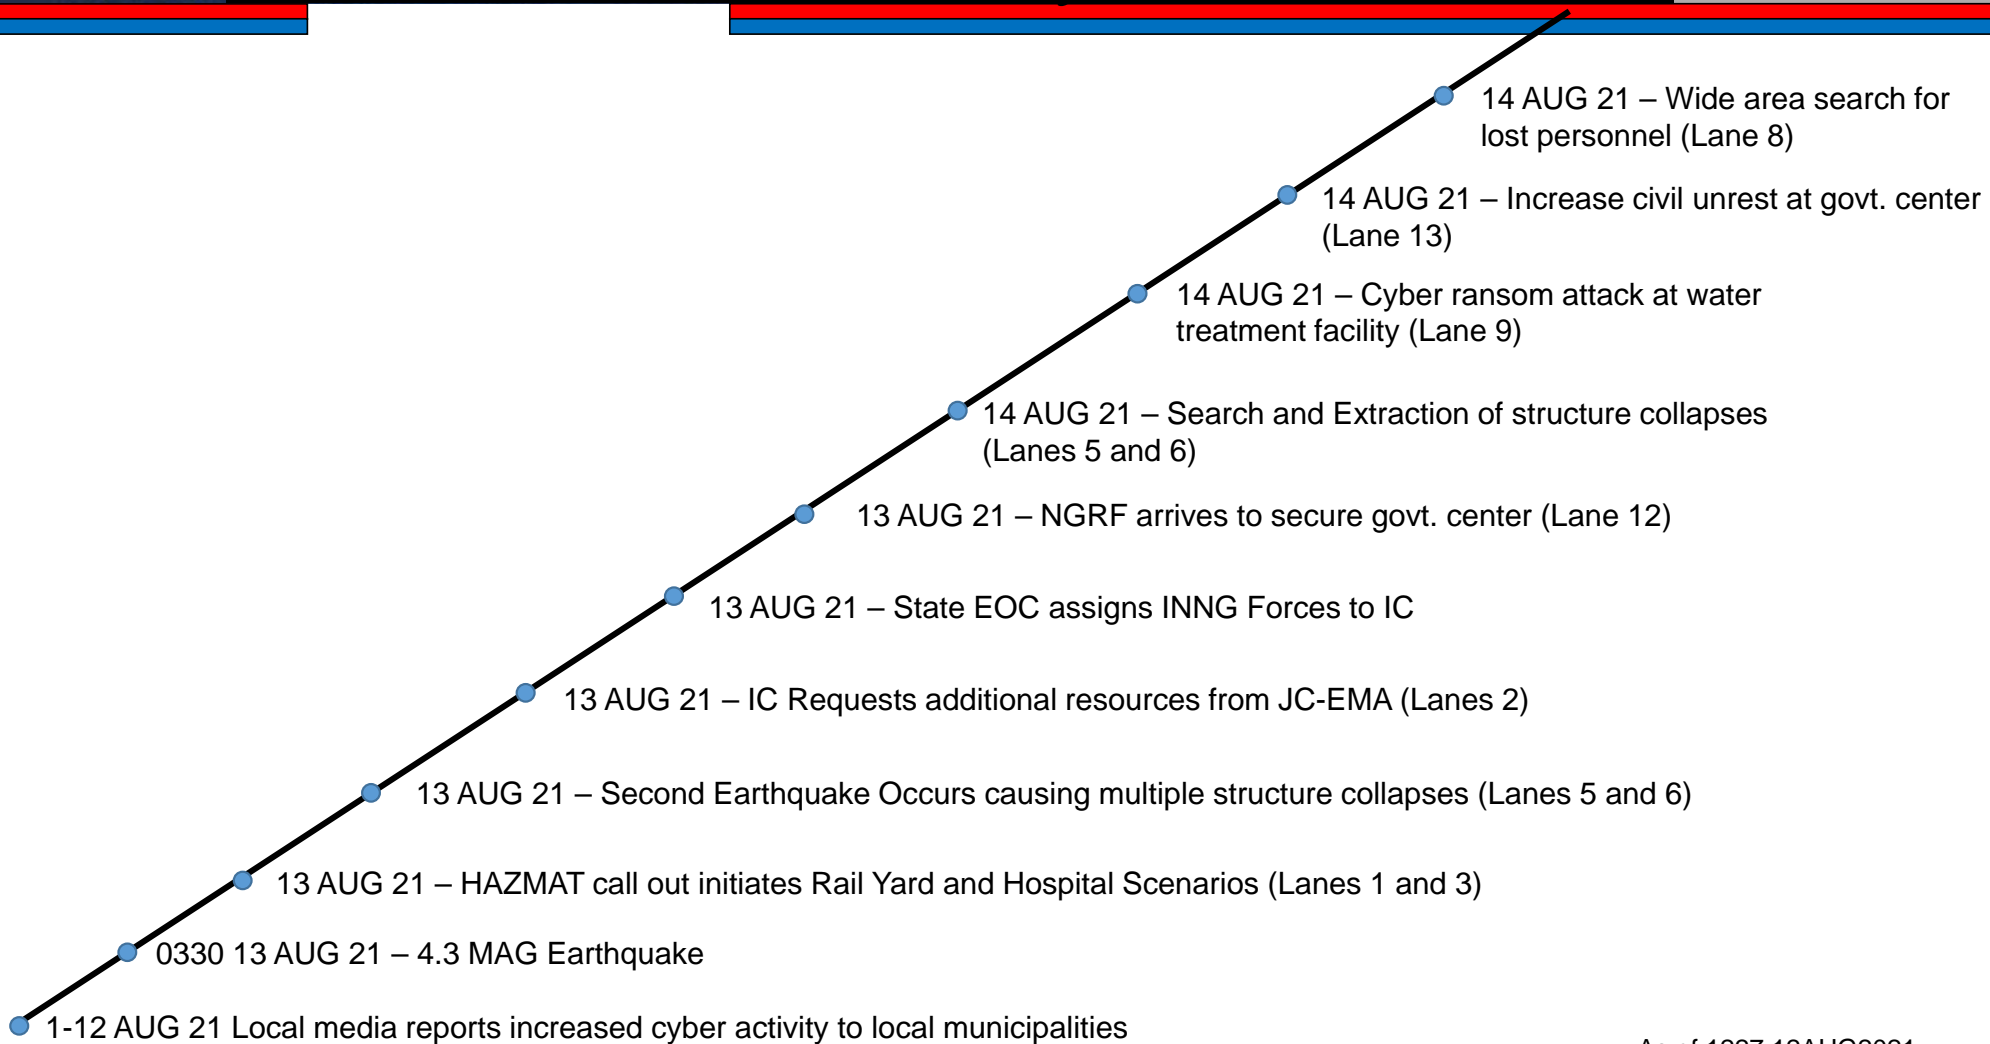 14 AUG 21 – Wide area search for
lost personnel (Lane 8)
14 AUG 21 – Increase civil unrest at govt. center
(Lane 13)
14 AUG 21 – Cyber ransom attack at water
treatment facility (Lane 9)
14 AUG 21 – Search and Extraction of structure collapses
(Lanes 5 and 6)
13 AUG 21 – NGRF arrives to secure govt. center (Lane 12)
13 AUG 21 – State EOC assigns INNG Forces to IC
13 AUG 21 – IC Requests additional resources from JC-EMA (Lanes 2)
13 AUG 21 – Second Earthquake Occurs causing multiple structure collapses (Lanes 5 and 6)
13 AUG 21 – HAZMAT call out initiates Rail Yard and Hospital Scenarios (Lanes 1 and 3)
0330 13 AUG 21 – 4.3 MAG Earthquake
1-12 AUG 21 Local media reports increased cyber activity to local municipalities
As of